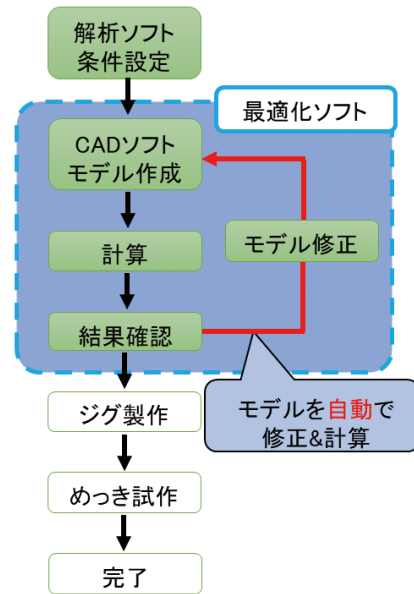 解析ソフト
条件設定
最適化ソフト
CADソフト
モデル作成
モデル修正
計算
結果確認
モデルを自動で
修正&計算
ジグ製作
めっき試作
完了